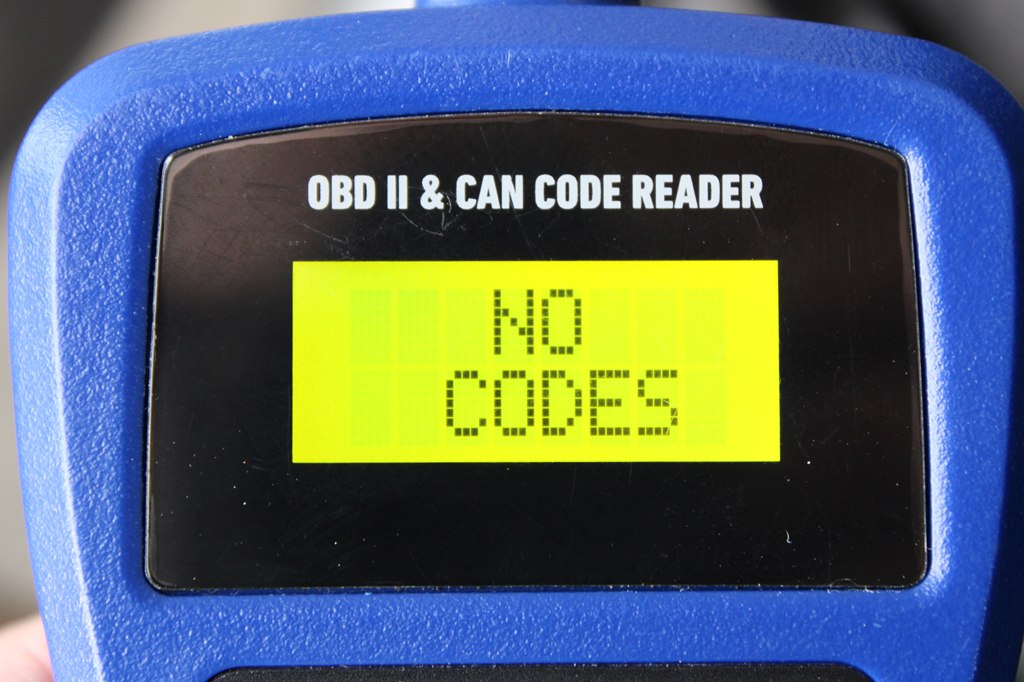 OBD II & CAN CODE READER
NO
CODES